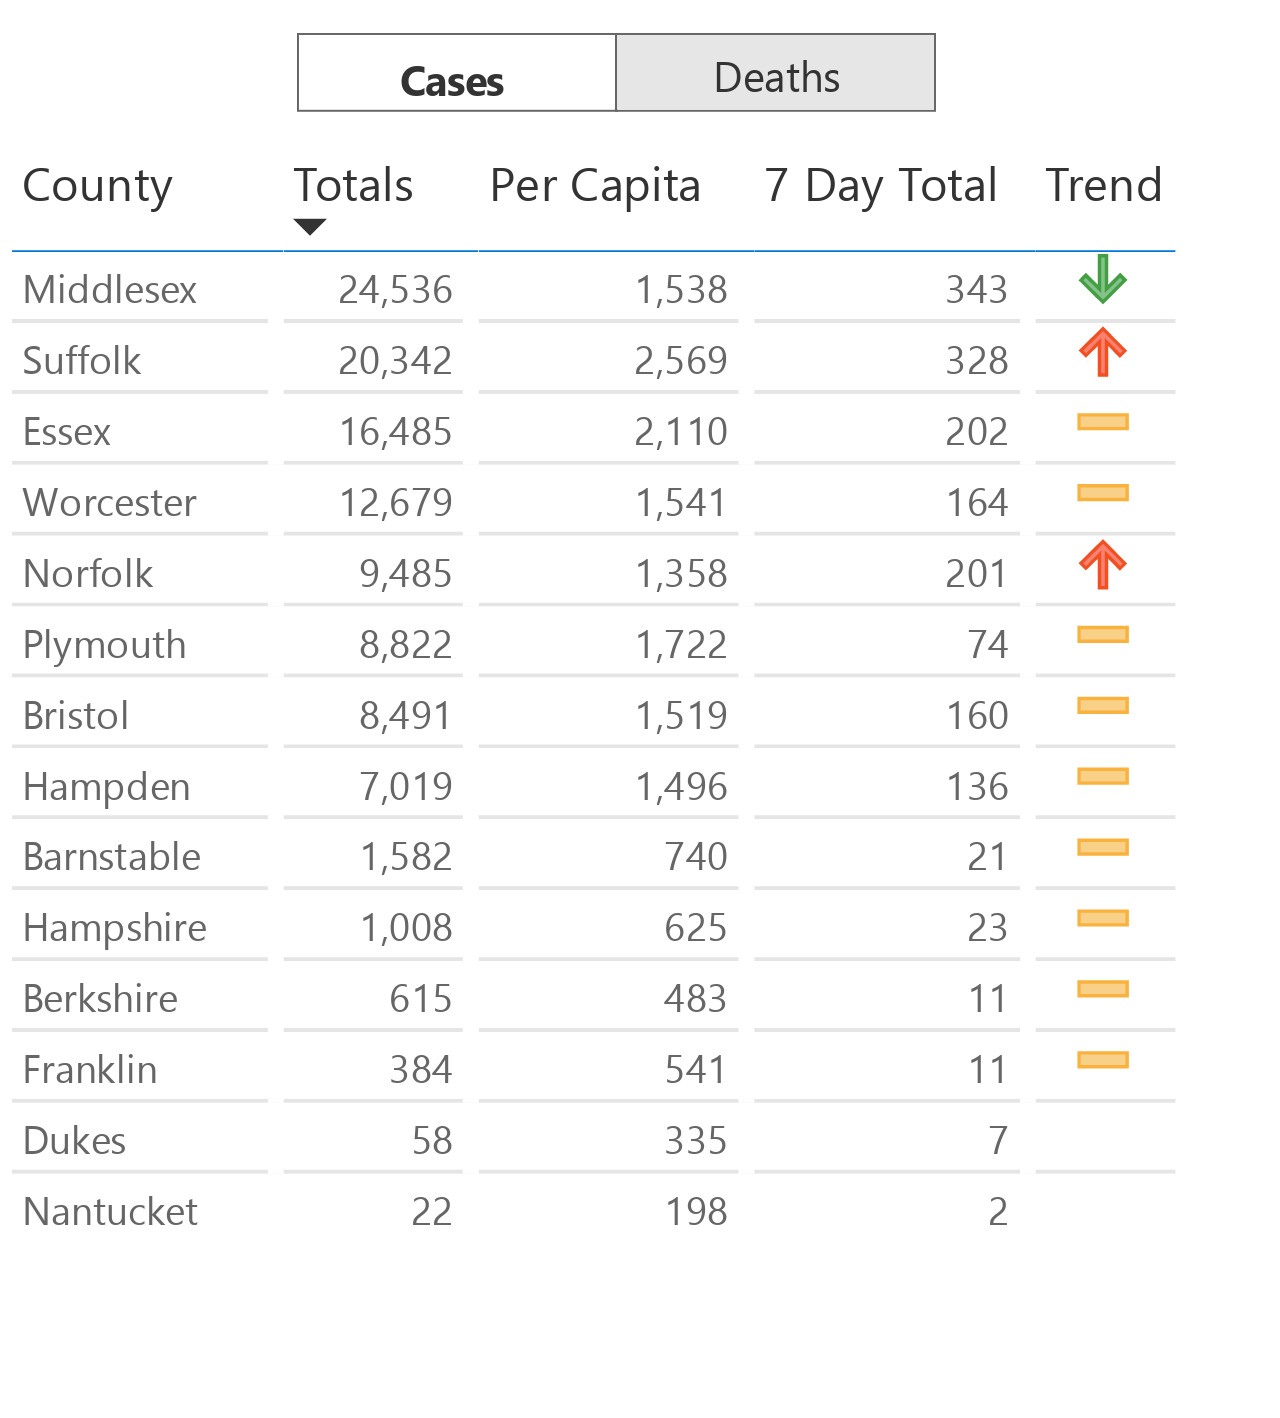 Cases Deaths
County Totals Per Capita 7 Day Total Trend
Middlesex 24,536 1,538 343
Suffolk 20,342 2,569 328
Essex 16,485 2,110 202
Worcester 12,679 1,541 164
Norfolk 9,485 1,358 201
Plymouth 8,822 1,722 74
Bristol 8,491 1,519 160
Hampden 7,019 1,496 136
Barnstable 1,582 740 21
Hampshire 1,008 625 23
Berkshire 615 483 11
Franklin 384 541 11
Dukes 58 335 7
Nantucket 22 198 2